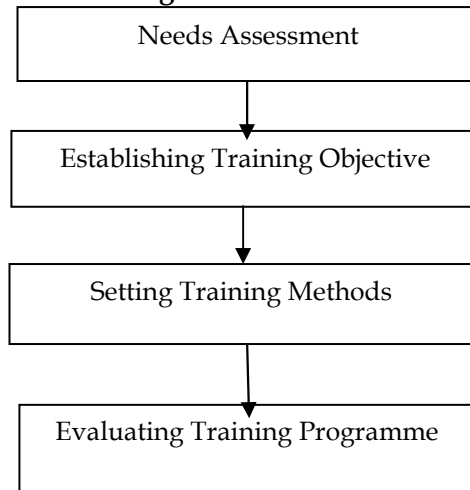 Needs Assessment
Establishing Training Objective
Setting Training Methods
Evaluating Training Programme